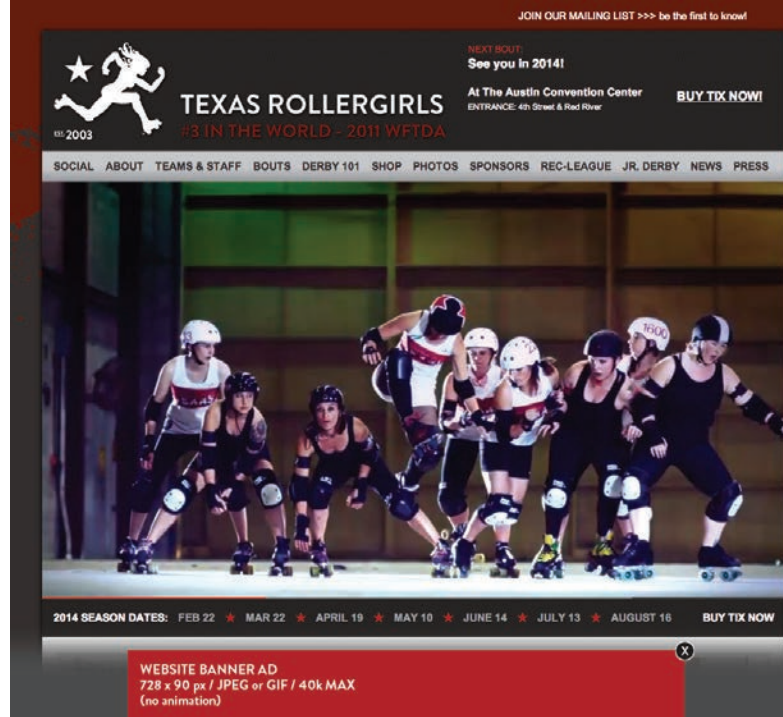 JOIN OUR MAILING LIST >>> be the first to know!
NEXT BOUT:
See you in 2014!
At The Austin Convention Center
ENTRANCE: 4th Street & Red River
BUY TIX NOW!
TEXAS ROLLERGIRLS
#3 IN THE WORLD - 2011 WFTDA
EST. 2003
SOCIAL ABOUT TEAMS & STAFF BOUTS DERBY 101 SHOP PHOTOS SPONSORS REC-LEAGUE JR. DERBY NEWS PRESS
1600
TEXAS
2014 SEASON DATES: FEB 22 ★ MAR 22 ★ APRIL 19 ★ MAY 10 ★ JUNE 14 ★ JULY 13 ★ AUGUST 16 BUY TIX NOW
X
WEBSITE BANNER AD
728 x 90 px / JPEG or GIF / 40k MAX
(no animation)